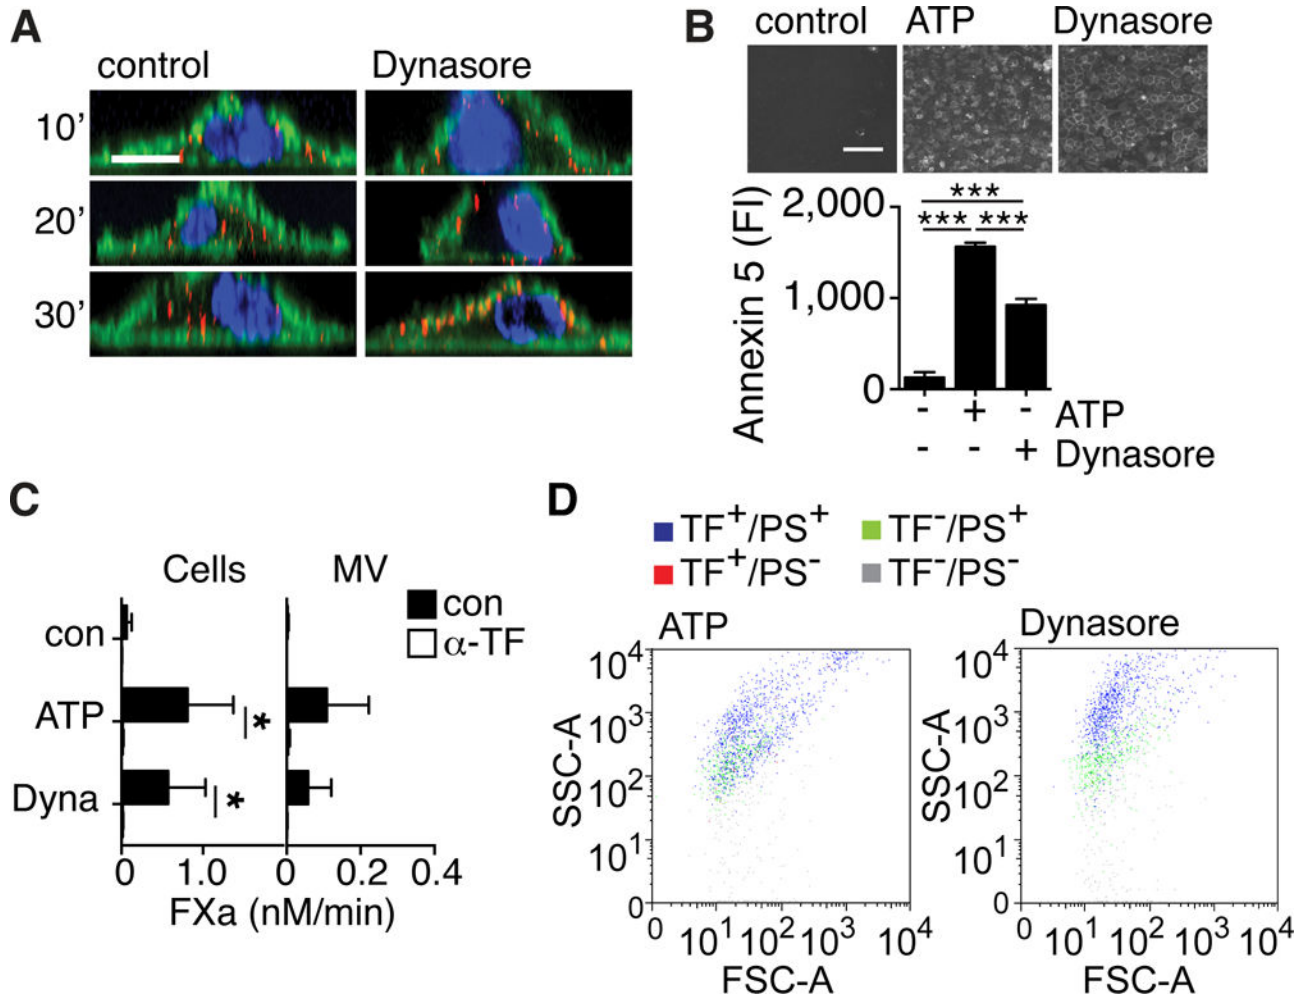 A
control Dynasore
10’
20’
30’
B
control ATP Dynasore
*** 
*** ***
2,000
1,000
0
Annexin 5 (FI)
- + - ATP
- - + Dynasore
C
Cells MV
con
α-TF
con
ATP
*
Dyna
*
0 1.0 0 0.2 0.4
FXa (nM/min)
D
TF+/PS+ TF-/PS+
TF+/PS- TF-/PS-
ATP
10⁴
10³
10²
10¹
0
SSC-A
0 10¹ 10² 10³ 10⁴
FSC-A
Dynasore
10⁴
10³
10²
10¹
0
SSC-A
0 10¹ 10² 10³ 10⁴
FSC-A